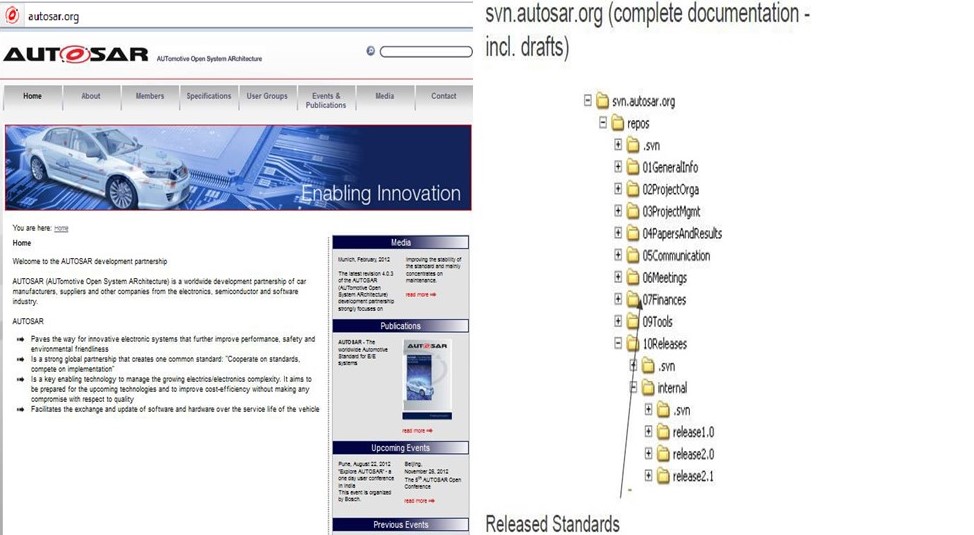 autosar.org
AUTOSAR AUTomotive Open System ARchitecture
Home
About
Members
Specifications
User Groups
Events &
Publications
Media
Contact
Enabling Innovation
You are here: Home
Home
Welcome to the AUTOSAR development partnership
AUTOSAR (AUTomotive Open System ARchitecture) is a worldwide development partnership of car
manufacturers, suppliers and other companies from the electronics, semiconductor and software
industry.
AUTOSAR
Paves the way for innovative electronic systems that further improve performance, safety and
environmental friendliness
Is a strong global partnership that creates one common standard: "Cooperate on standards,
compete on implementation"
Is a key enabling technology to manage the growing electrics/electronics complexity. It aims to
be prepared for the upcoming technologies and to improve cost-efficiency without making any
compromise with respect to quality
Facilitates the exchange and update of software and hardware over the service life of the vehicle
Media
Munich, February, 2012
The latest revision 4.0.3
of the AUTOSAR
(AUTomotive Open
System ARchitecture)
development partnership
strongly focuses on
improving the stability of
the standard and mainly
concentrates on
maintenance.
read more
Publications
AUTOSAR - The
worldwide Automotive
Standard for E/E
systems
AUTOSAR
read more
Upcoming Events
Pune, August 22, 2012
"Explore AUTOSAR" - a
one day user conference
in India
This event is organized
by Bosch.
Beijing,
November 26, 2012
The 5th AUTOSAR Open
Conference
read more
Previous Events
svn.autosar.org (complete documentation -
incl. drafts)
svn.autosar.org
repos
.svn
01GeneralInfo
02ProjectOrga
03ProjectMgmt
04PapersAndResults
05Communication
06Meetings
07Finances
09Tools
10Releases
.svn
internal
.svn
release1.0
release2.0
release2.1
Released Standards